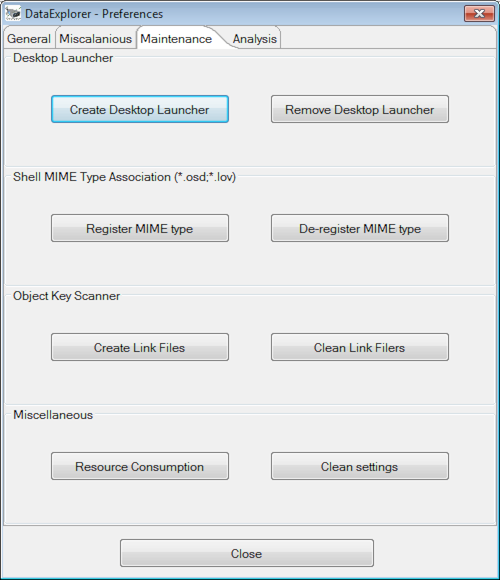 DataExplorer - Preferences
General Miscalanious Maintenance Analysis
Desktop Launcher
Create Desktop Launcher Remove Desktop Launcher
Shell MIME Type Association (*.osd;*.lov)
Register MIME type De-register MIME type
Object Key Scanner
Create Link Files Clean Link Filers
Miscellaneous
Resource Consumption Clean settings
Close